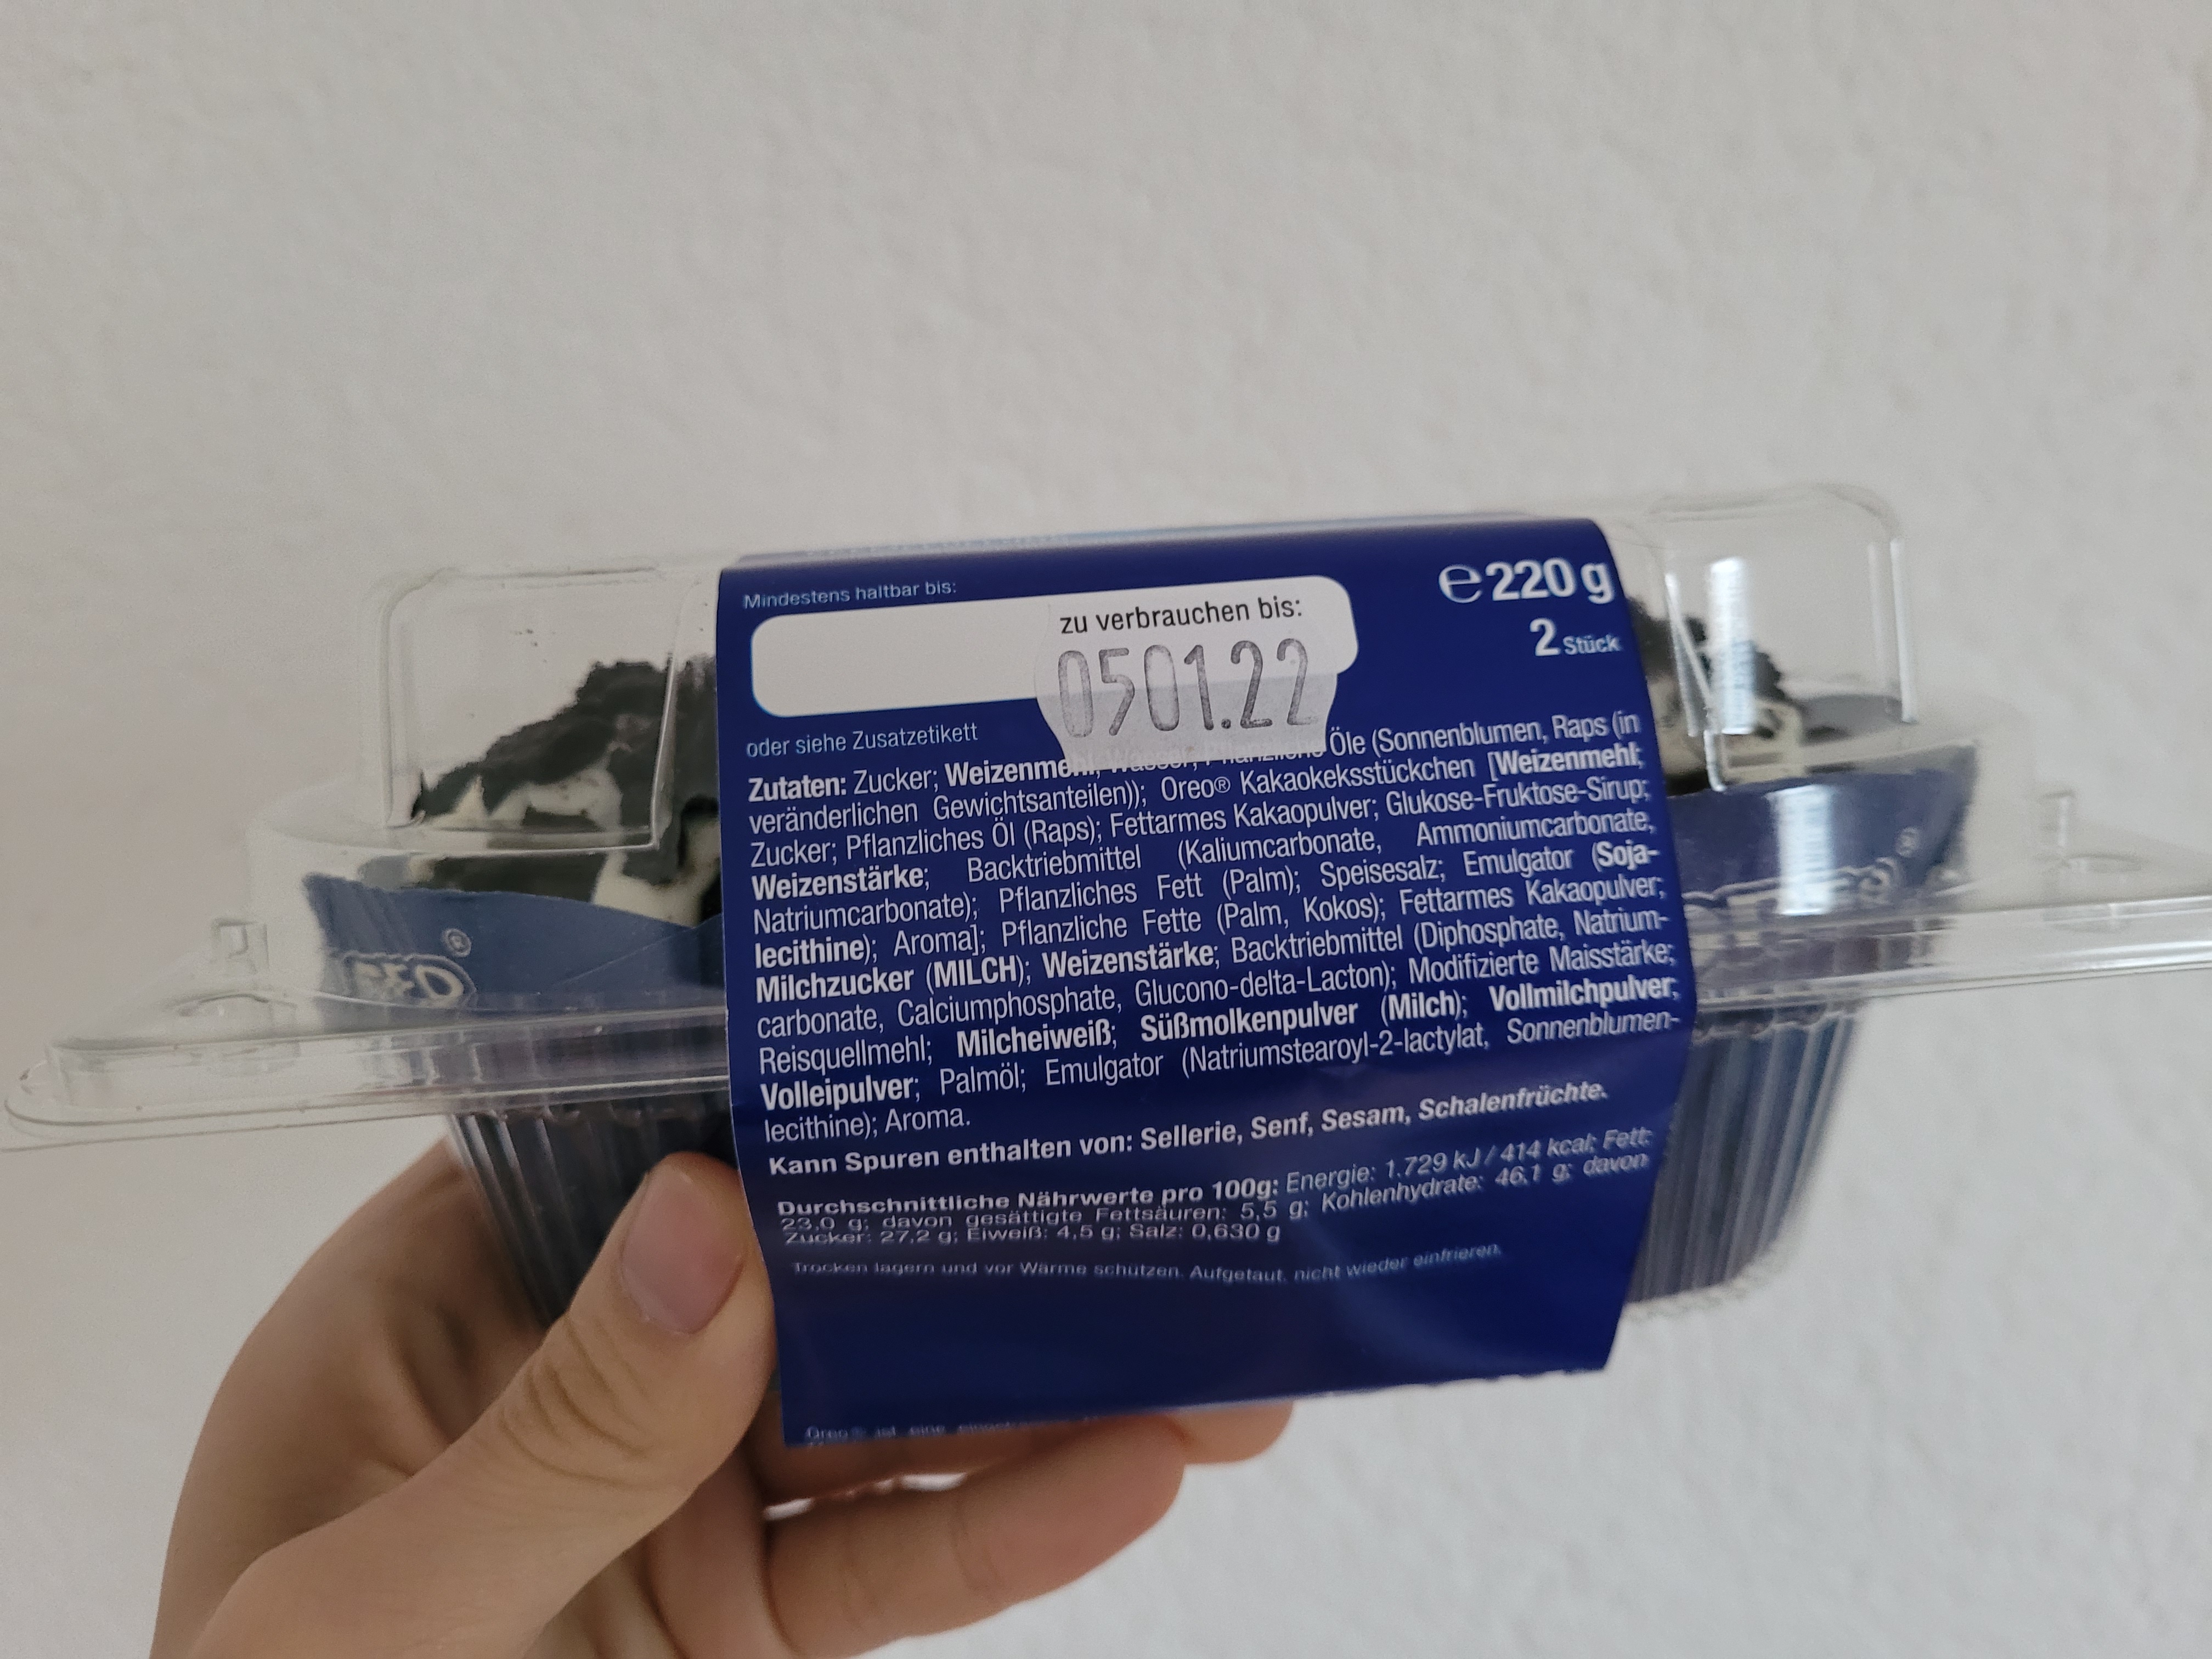 Mindestens haltbar bis:
zu verbrauchen bis:
0501.22
℮220 g
2 Stück
oder siehe Zusatzetikett
Zutaten: Zucker; Weizenmehl; Wasser; Pflanzliche Öle (Sonnenblumen, Raps (in
veränderlichen Gewichtsanteilen)); Oreo® Kakaokeksstückchen [Weizenmehl;
Zucker; Pflanzliches Öl (Raps); Fettarmes Kakaopulver; Glukose-Fruktose-Sirup;
Weizenstärke; Backtriebmittel (Kaliumcarbonate, Ammoniumcarbonate,
Natriumcarbonate); Pflanzliches Fett (Palm); Speisesalz; Emulgator (Soja-
lecithine); Aroma]; Pflanzliche Fette (Palm, Kokos); Fettarmes Kakaopulver;
Milchzucker (MILCH); Weizenstärke; Backtriebmittel (Diphosphate, Natrium-
carbonate, Calciumphosphate, Glucono-delta-Lacton); Modifizierte Maisstärke;
Reisquellmehl; Milcheiweiß; Süßmolkenpulver (Milch); Vollmilchpulver;
Volleipulver; Palmöl; Emulgator (Natriumstearoyl-2-lactylat, Sonnenblumen-
lecithine); Aroma.
Kann Spuren enthalten von: Sellerie, Senf, Sesam, Schalenfrüchte.
Durchschnittliche Nährwerte pro 100g: Energie: 1.729 kJ / 414 kcal; Fett:
23,0 g; davon gesättigte Fettsäuren: 5,5 g; Kohlenhydrate: 46,1 g; davon
Zucker: 27,2 g; Eiweiß: 4,5 g; Salz: 0,630 g
Trocken lagern und vor Wärme schützen. Aufgetaut, nicht wieder einfrieren.
Oreo® ist eine